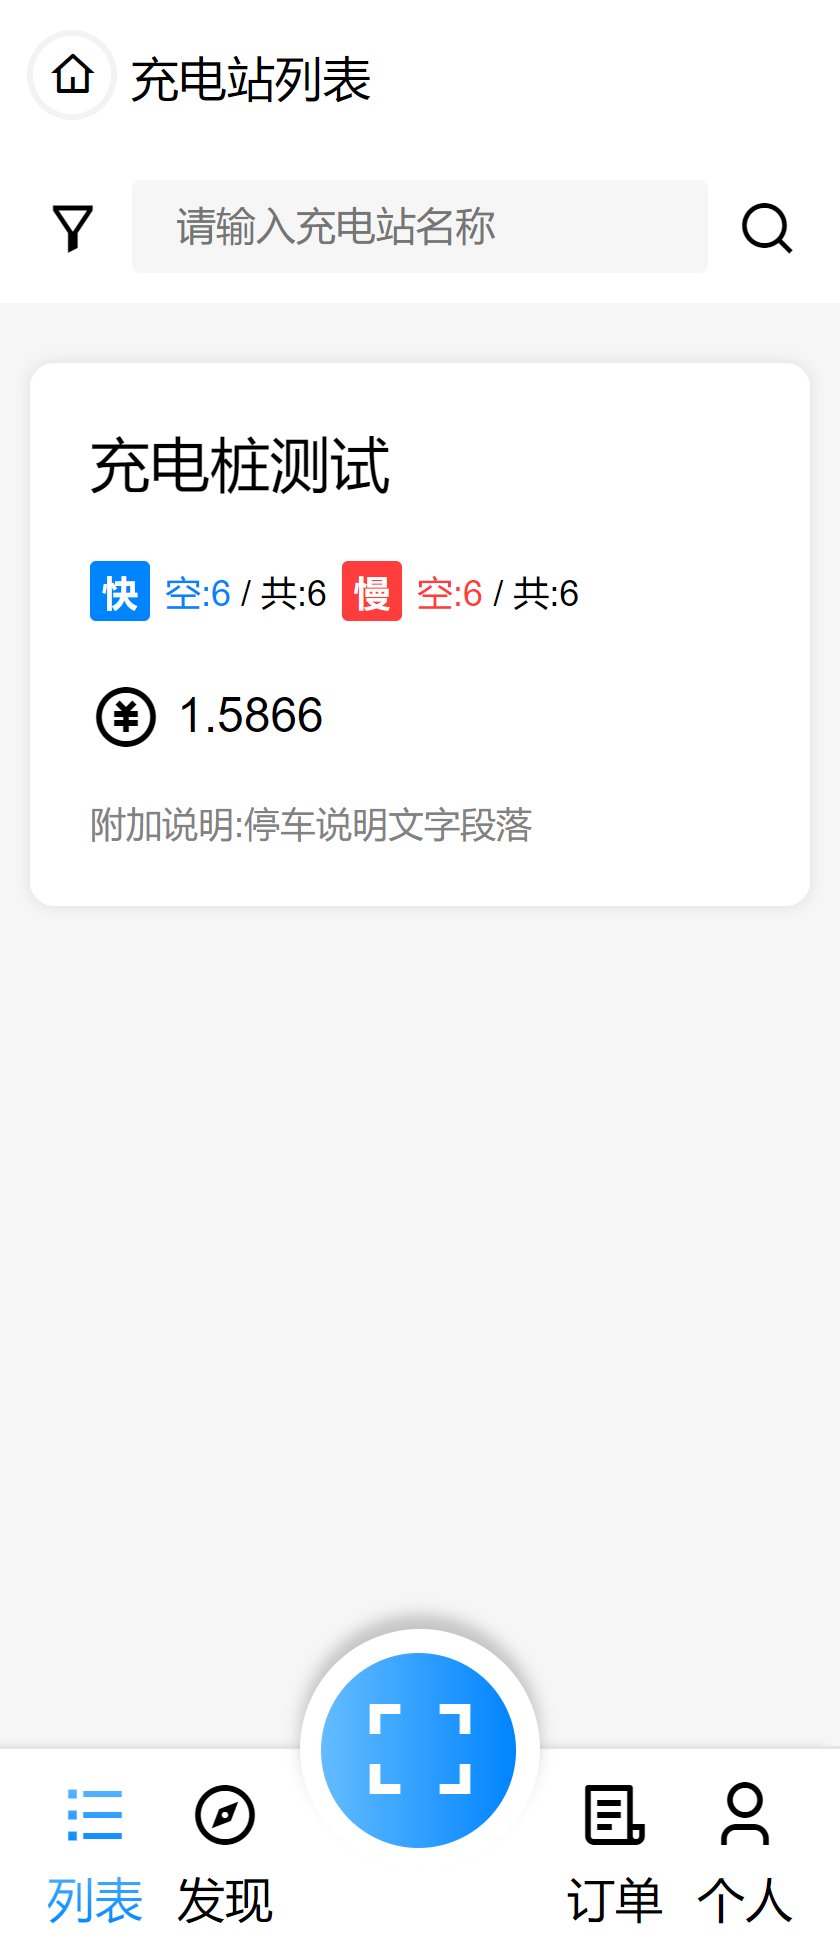 充电站列表
请输入充电站名称
充电桩测试
快 空:6 / 共:6 慢 空:6 / 共:6
¥ 1.5866
附加说明:停车说明文字段落
列表 发现 订单 个人